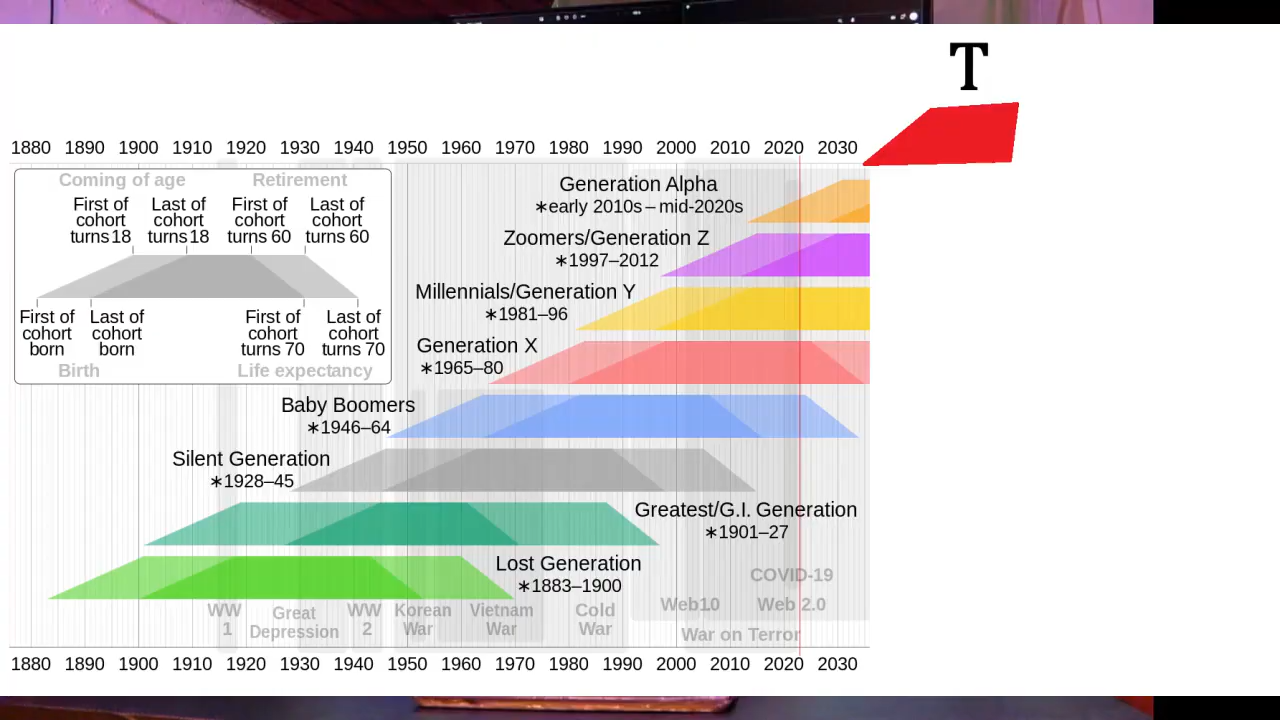 T
1880 1890 1900 1910 1920 1930 1940 1950 1960 1970 1980 1990 2000 2010 2020 2030
Coming of age Retirement
First of cohort turns 18
Last of cohort turns 18
First of cohort turns 60
Last of cohort turns 60
First of cohort born
Last of cohort born
First of cohort turns 70
Last of cohort turns 70
Birth Life expectancy
Generation Alpha
∗early 2010s – mid-2020s
Zoomers/Generation Z
∗1997–2012
Millennials/Generation Y
∗1981–96
Generation X
∗1965–80
Baby Boomers
∗1946–64
Silent Generation
∗1928–45
Greatest/G.I. Generation
∗1901–27
Lost Generation
∗1883–1900
WW 1
Great Depression
WW 2
Korean War
Vietnam War
Cold War
COVID-19
Web1.0 Web 2.0
War on Terror
1880 1890 1900 1910 1920 1930 1940 1950 1960 1970 1980 1990 2000 2010 2020 2030